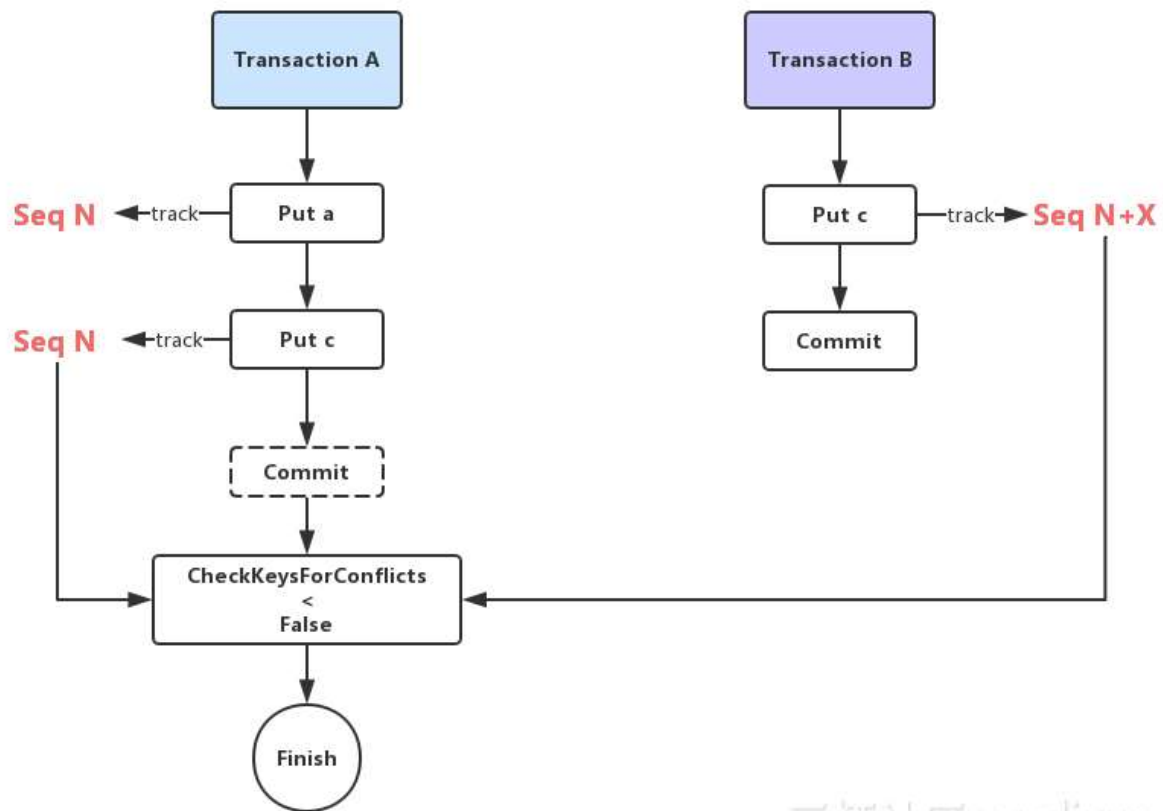 Transaction A
Transaction B
Seq N
track
Put a
Put c
track
Seq N+X
Seq N
track
Put c
Commit
Commit
CheckKeysForConflicts
<
False
Finish